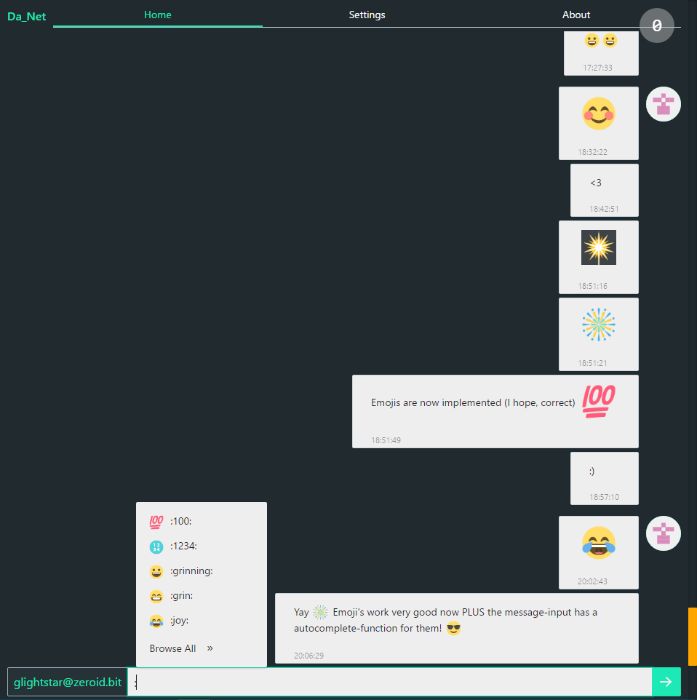 Da_Net Home Settings About 0
17:27:33
18:32:22
<3
18:42:51
18:51:16
18:51:21
Emojis are now implemented (I hope, correct) 💯
18:51:49
:)
18:57:10
20:02:43
Yay 🎆 Emoji's work very good now PLUS the message-input has a
autocomplete-function for them! 😎
20:06:29
💯 :100:
🔢 :1234:
😀 :grinning:
😁 :grin:
😂 :joy:
Browse All »
glightstar@zeroid.bit :